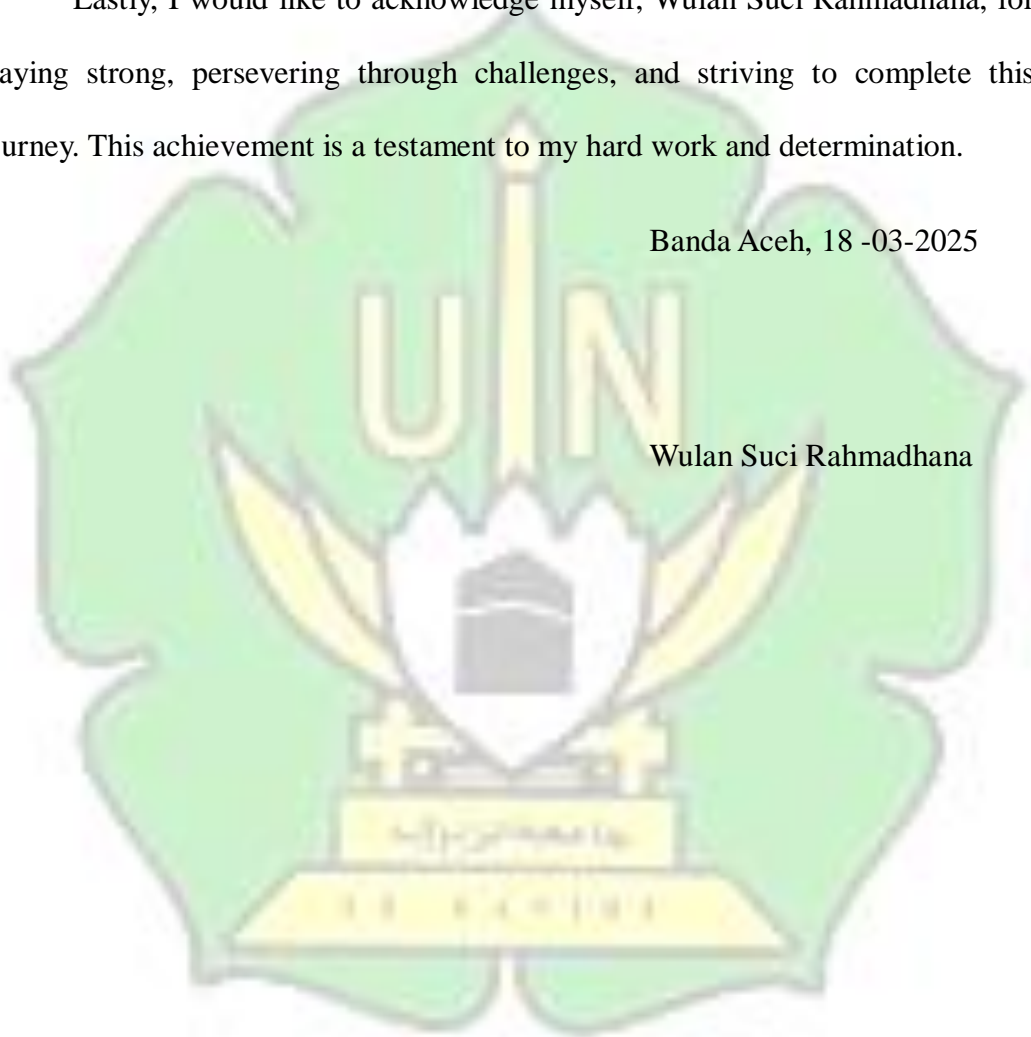 Lastly, I would like to acknowledge myself, Wulan Suci Rahmadhana, for
aying strong, persevering through challenges, and striving to complete this
urney. This achievement is a testament to my hard work and determination.
Banda Aceh, 18 -03-2025
UIN
Wulan Suci Rahmadhana